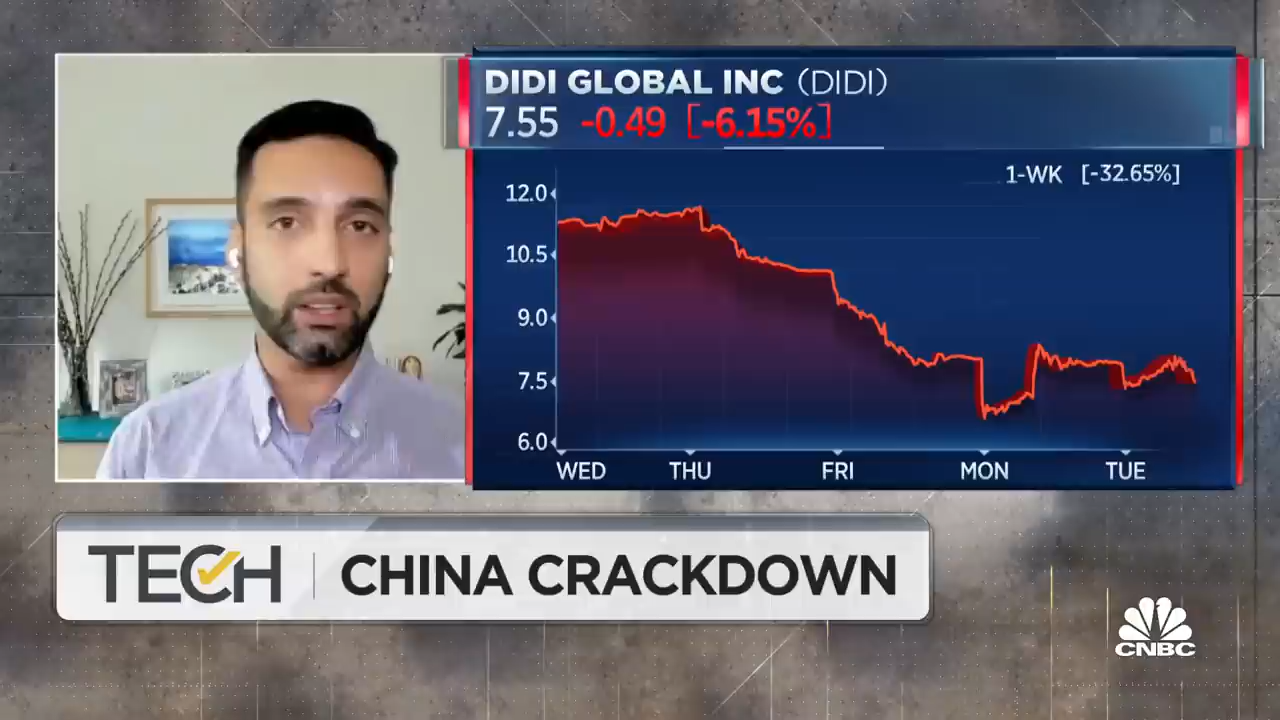 DIDI GLOBAL INC (DIDI)
7.55 -0.49 [-6.15%]
1-WK [-32.65%]
12.0
10.5
9.0
7.5
6.0
WED THU FRI MON TUE
TECH CHINA CRACKDOWN
CNBC